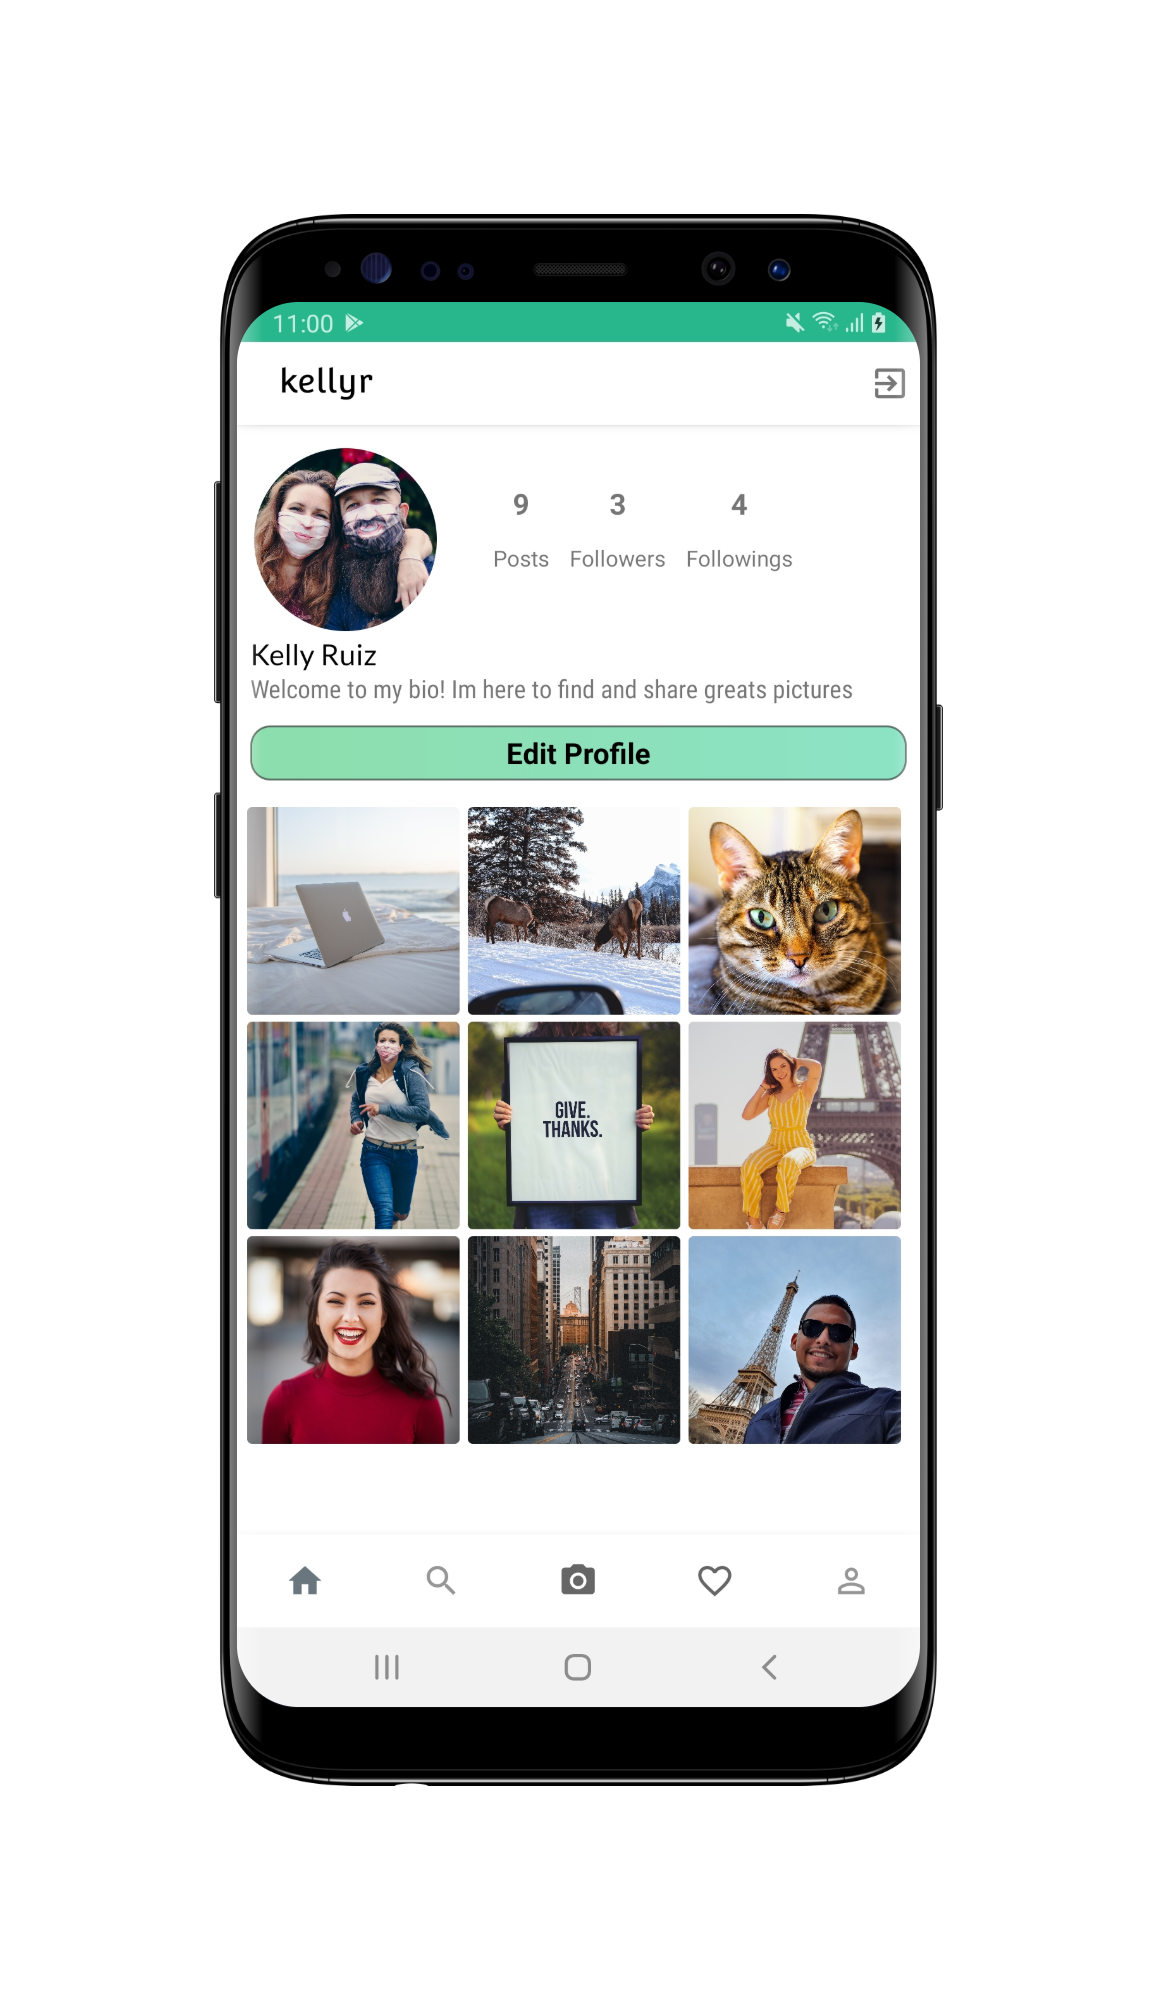 11:00
kellyr
9 3 4
Posts Followers Followings
Kelly Ruiz
Welcome to my bio! Im here to find and share greats pictures
Edit Profile
GIVE.
THANKS.